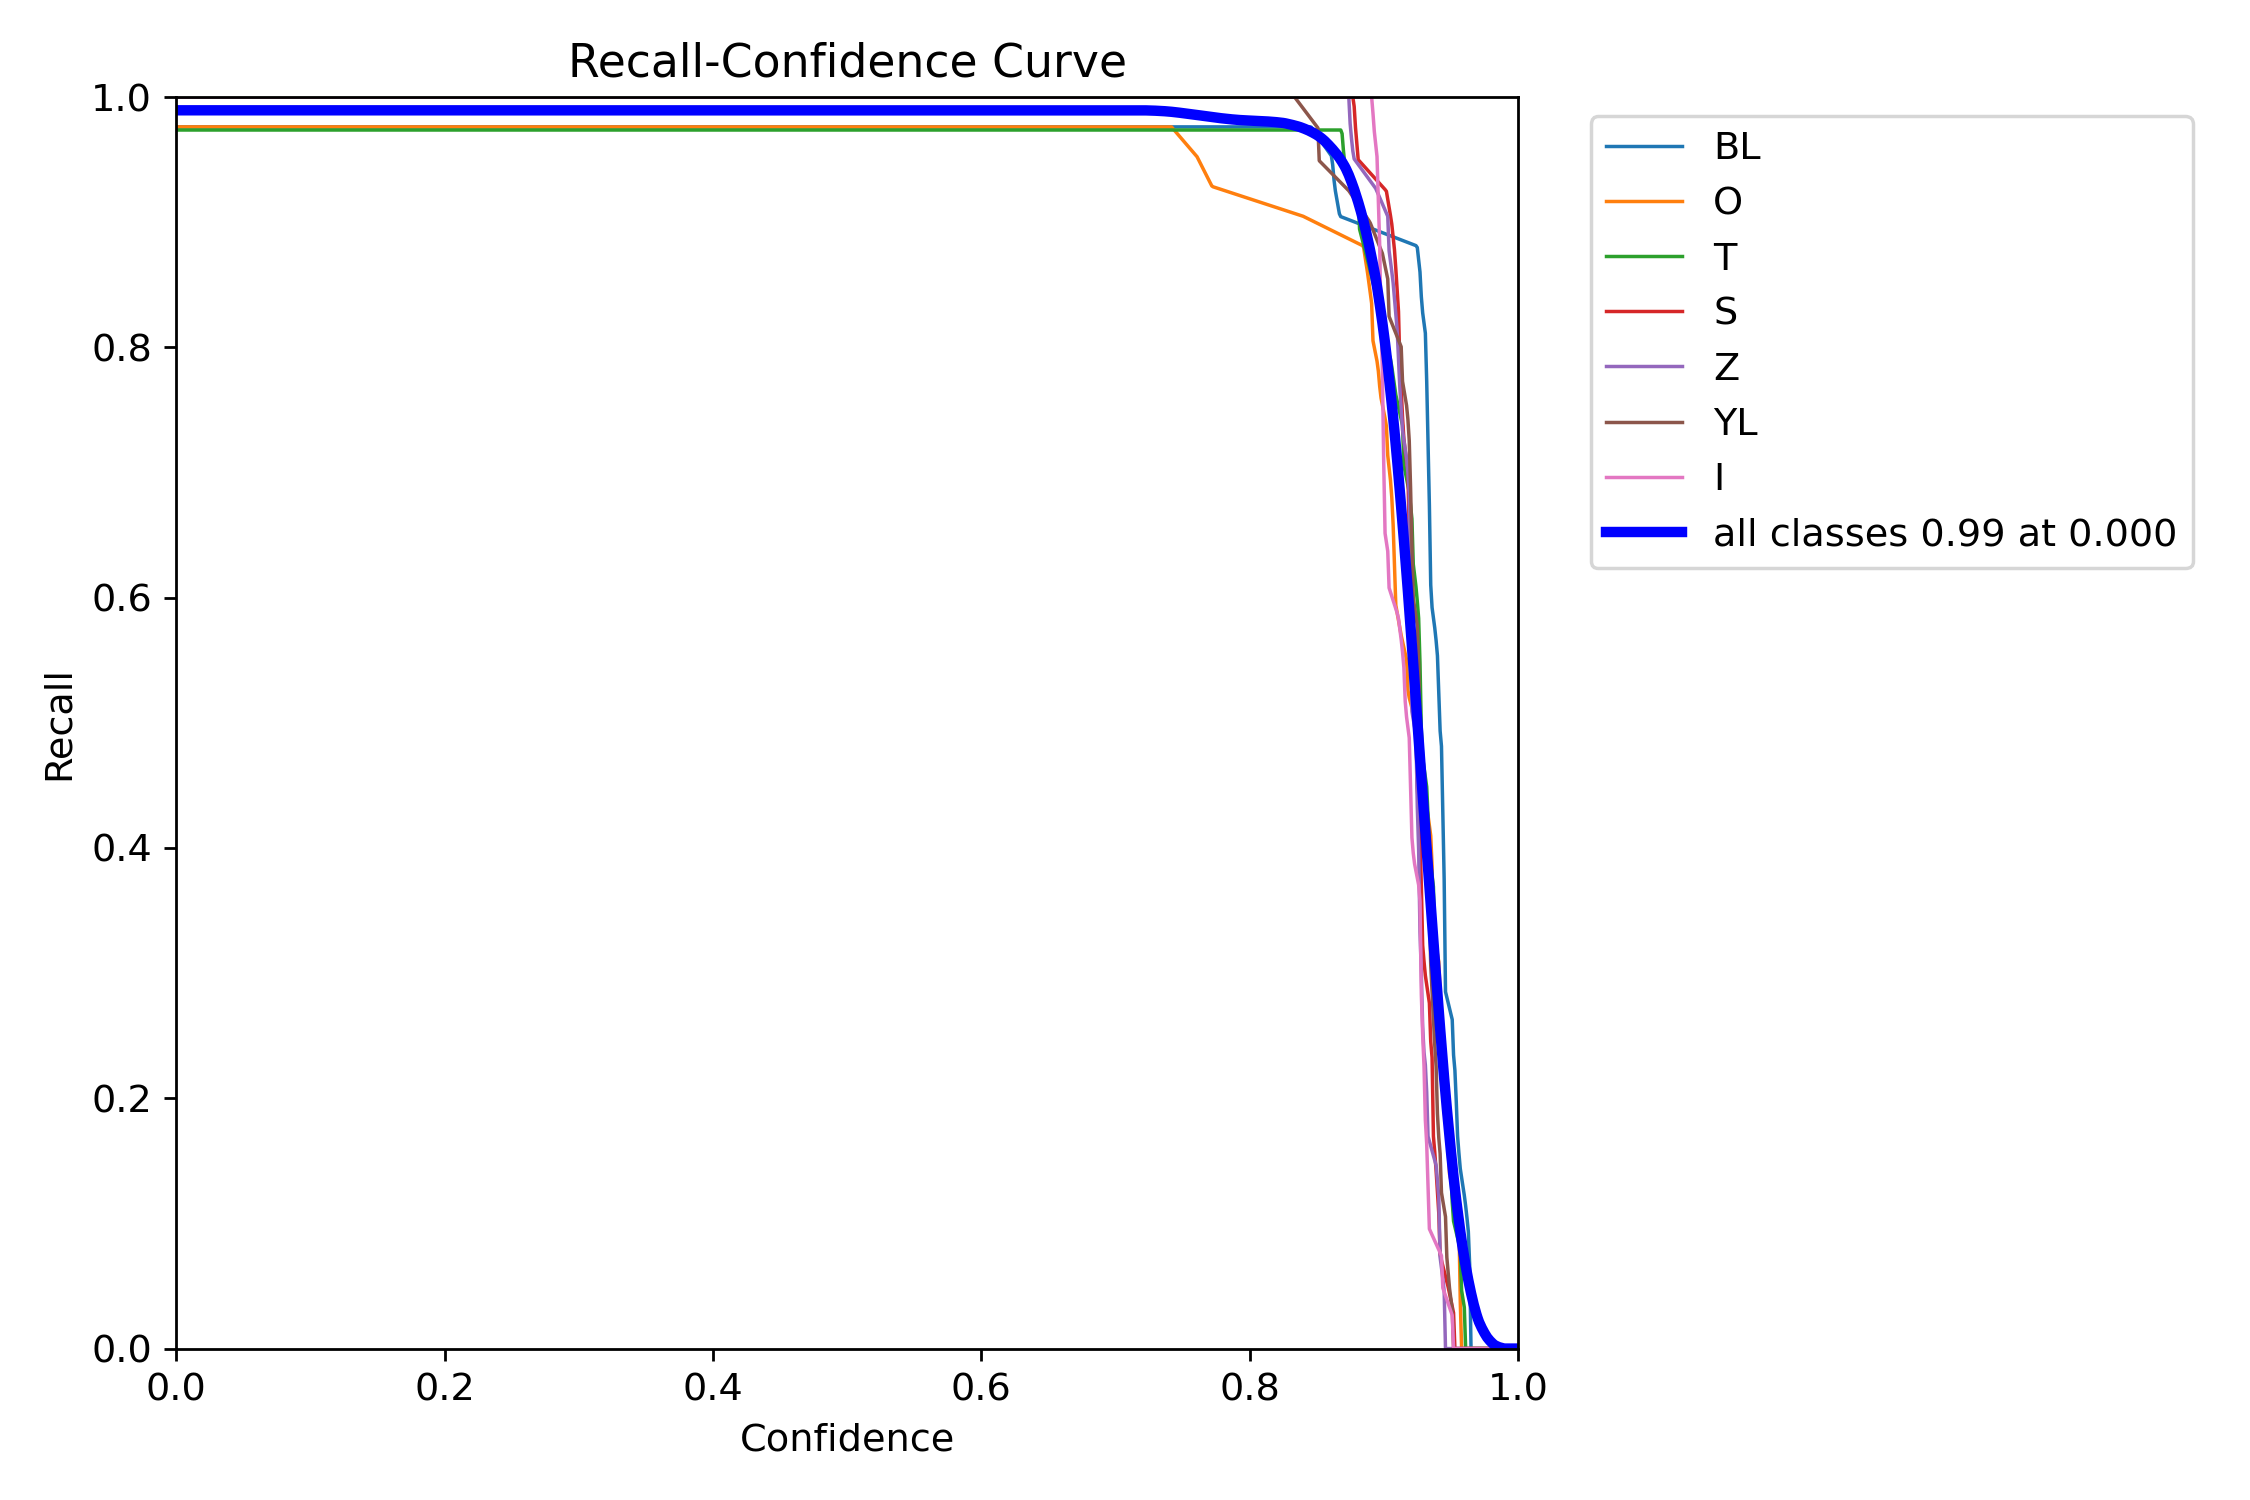 Recall-Confidence Curve
1.0
0.8
0.6
0.4
0.2
0.0
Recall
0.0 0.2 0.4 0.6 0.8 1.0
Confidence
BL
O
T
S
Z
YL
I
all classes 0.99 at 0.000